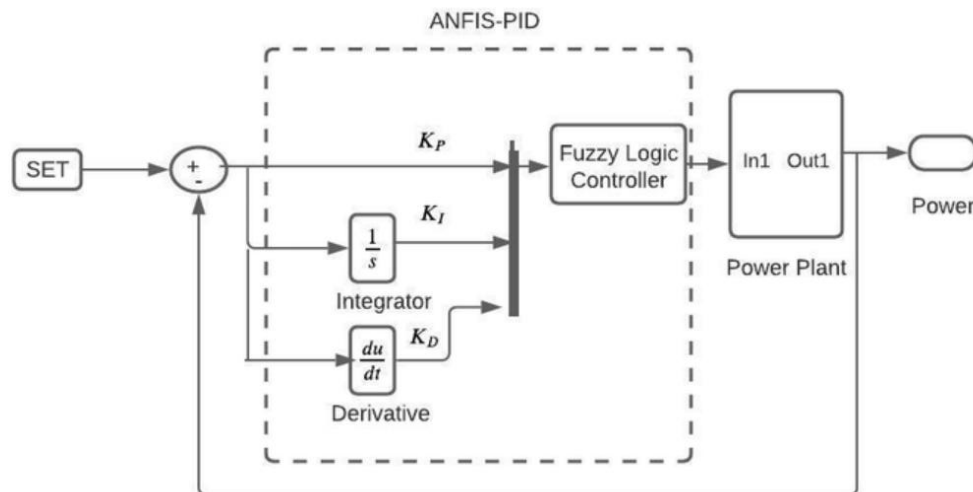 ANFIS-PID
SET
+
-
K_P
K_I
K_D
1
s
Integrator
du
dt
Derivative
Fuzzy Logic
Controller
In1 Out1
Power Plant
Power